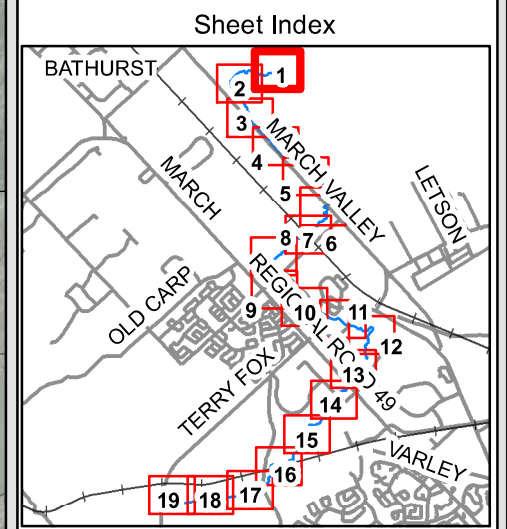 Sheet Index
BATHURST
1
2
3
MARCH VALLEY
4
MARCH
LETSON
5
8
7
6
REGIONAL ROAD 49
OLD CARP
9
10
11
12
TERRY FOX
13
14
15
VARLEY
16
19
18
17